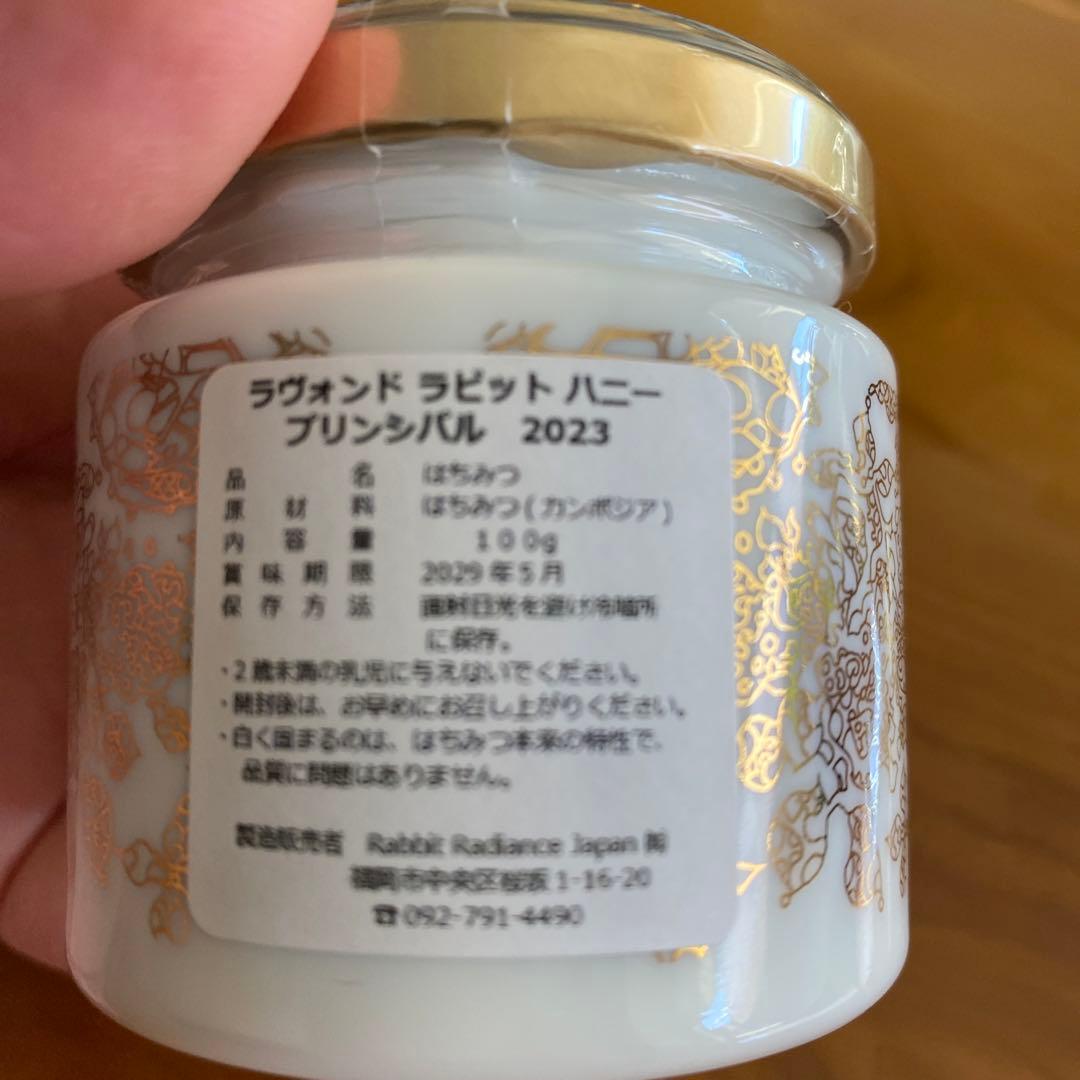 ラヴォンド ラビット ハニー
プリンシパル 2023
品名 はちみつ
原材料 はちみつ(カンボジア)
内容量 100g
賞味期限 2029年5月
保存方法 直射日光を避け冷暗所
に保存。
・2歳未満の乳児に与えないでください。
・開封後は、お早めにお召し上がりください。
・白く固まるのは、はちみつ本来の特性で、
品質に問題はありません。
製造販売者 Rabbit Radiance Japan ㈲
福岡市中央区桜坂1-16-20
☎092-791-4490